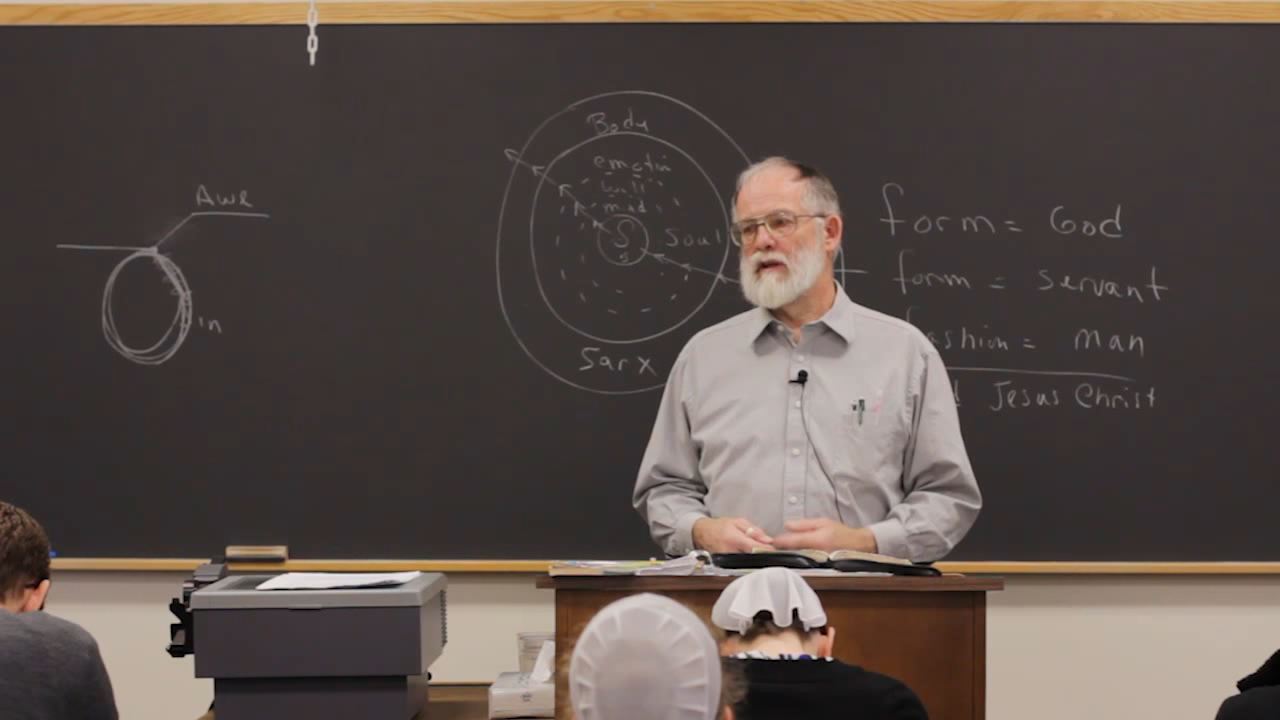 Awe
in
Body
emotion
will
mind
S
Soul
Sarx
form = God
form = servant
fashion = man
Jesus Christ